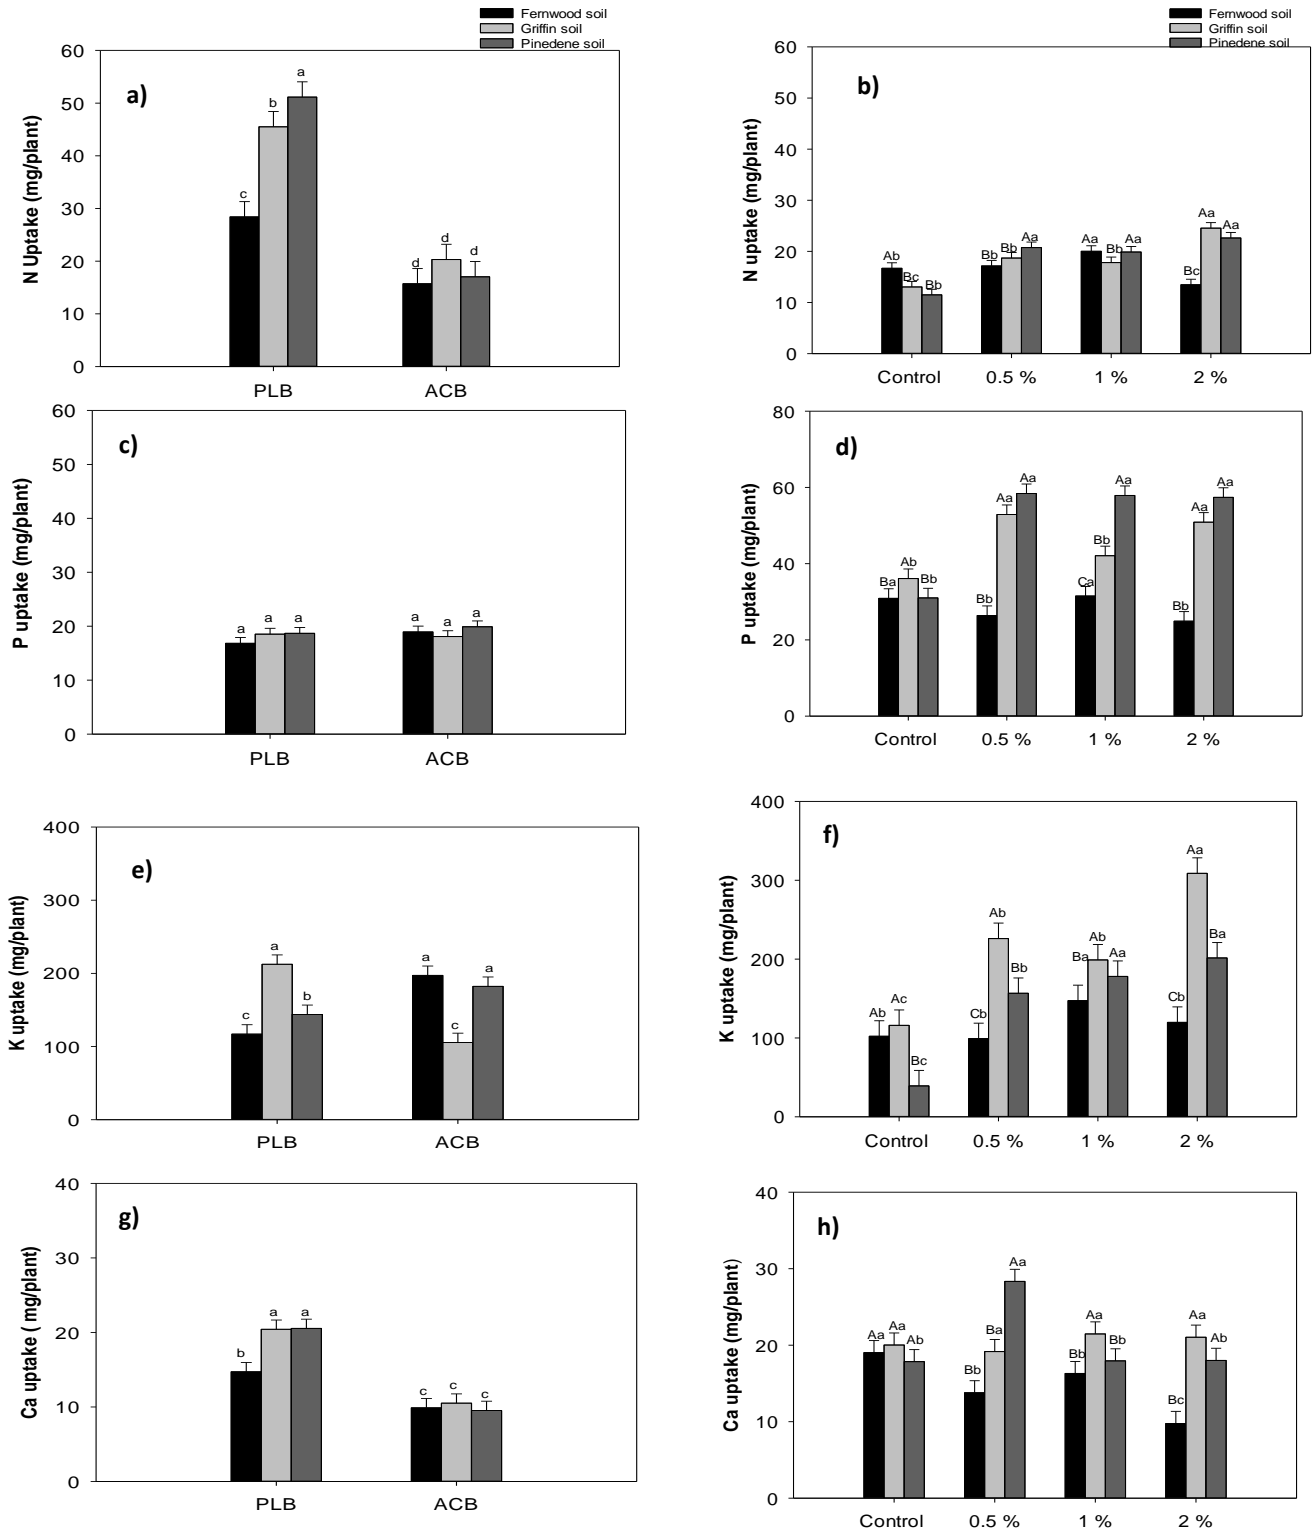 Fernwood soil
Griffin soil
Pinedene soil
a)
N Uptake (mg/plant)
60
50
40
30
20
10
0
c
b
a
d
d
d
PLB
ACB
Fernwood soil
Griffin soil
Pinedene soil
b)
N uptake (mg/plant)
60
50
40
30
20
10
0
Ab
Bc
Bb
Bb
Bb
Aa
Aa
Bb
Aa
Bc
Aa
Aa
Control
0.5 %
1 %
2 %
c)
P uptake (mg/plant)
60
50
40
30
20
10
0
a
a
a
a
a
a
PLB
ACB
d)
P uptake (mg/plant)
80
60
40
20
0
Ba
Ab
Bb
Bb
Aa
Aa
Ca
Bb
Aa
Bb
Aa
Aa
Control
0.5 %
1 %
2 %
e)
K uptake (mg/plant)
400
300
200
100
0
c
a
b
a
c
a
PLB
ACB
f)
K uptake (mg/plant)
400
300
200
100
0
Ab
Ac
Bc
Cb
Ab
Bb
Ba
Ab
Aa
Cb
Aa
Ba
Control
0.5 %
1 %
2 %
g)
Ca uptake ( mg/plant)
40
30
20
10
0
b
a
a
c
c
c
PLB
ACB
h)
Ca uptake (mg/plant)
40
30
20
10
0
Aa
Aa
Ab
Bb
Ba
Aa
Bb
Aa
Bb
Bc
Aa
Ab
Control
0.5 %
1 %
2 %